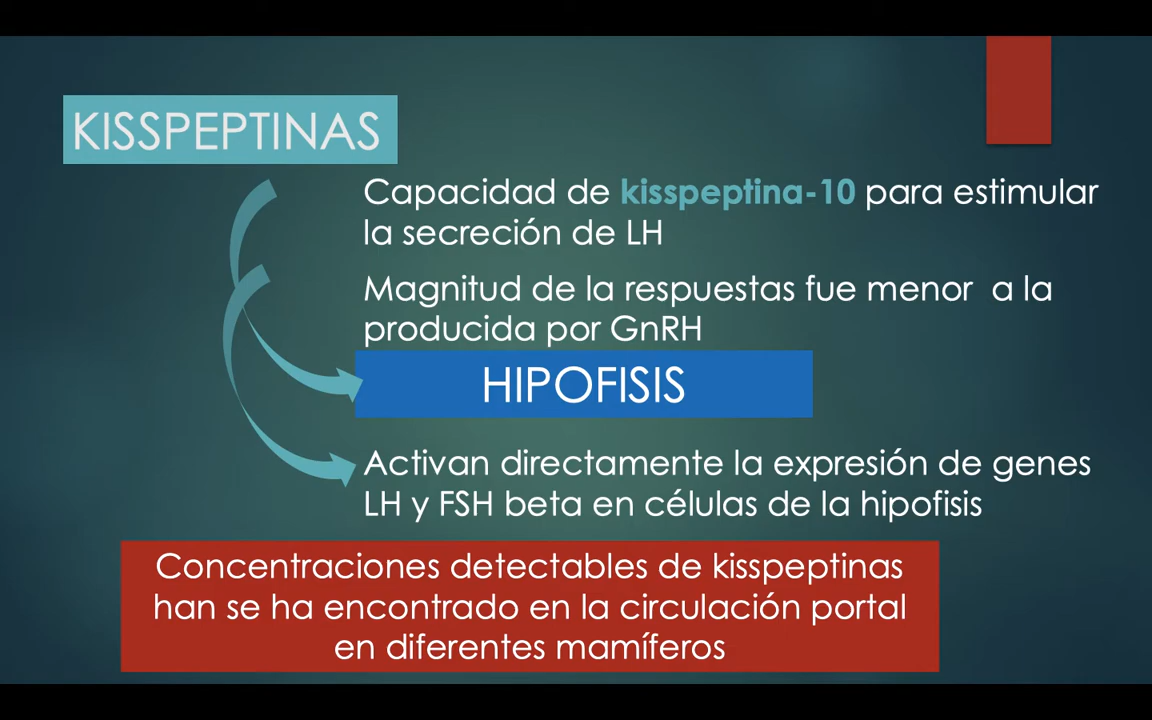 KISSPEPTINAS
Capacidad de kisspeptina-10 para estimular
la secreción de LH
Magnitud de la respuestas fue menor a la
producida por GnRH
HIPOFISIS
Activan directamente la expresión de genes
LH y FSH beta en células de la hipofisis
Concentraciones detectables de kisspeptinas
han se ha encontrado en la circulación portal
en diferentes mamíferos